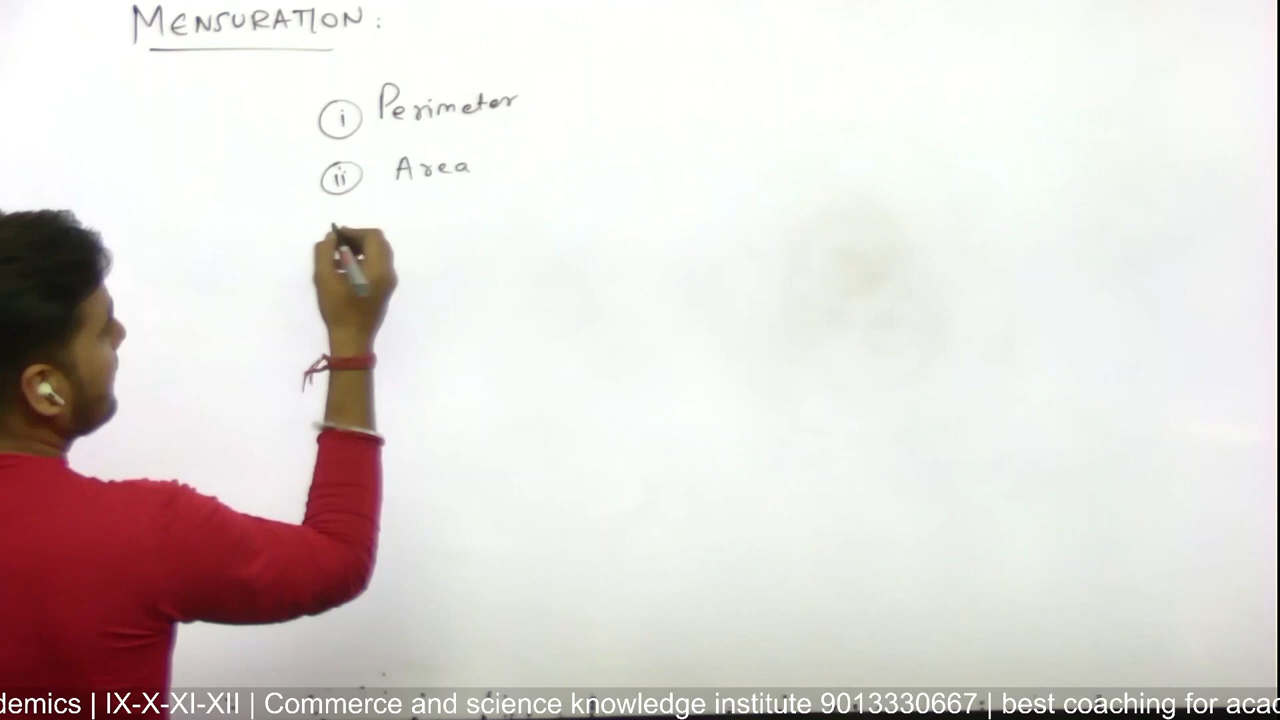 MENSURATION:
i Perimeter
ii Area
demics | IX-X-XI-XII | Commerce and science knowledge institute 9013330667 | best coaching for acad